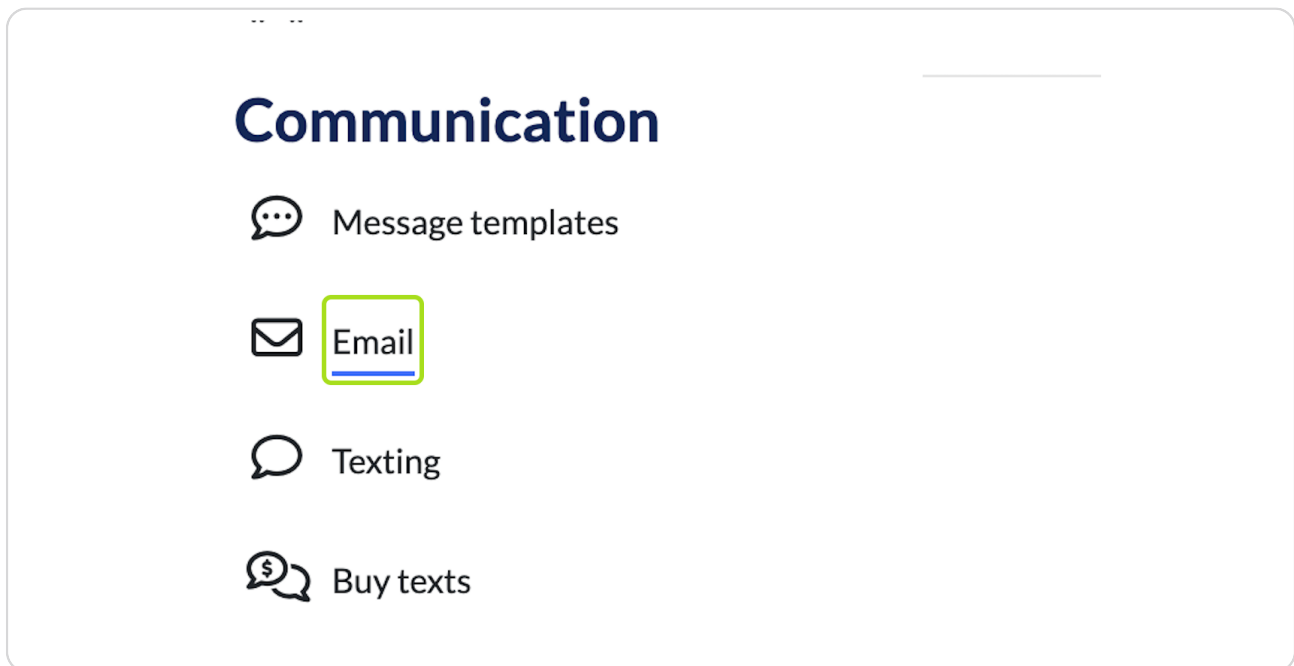 Communication
Message templates
Email
Texting
Buy texts